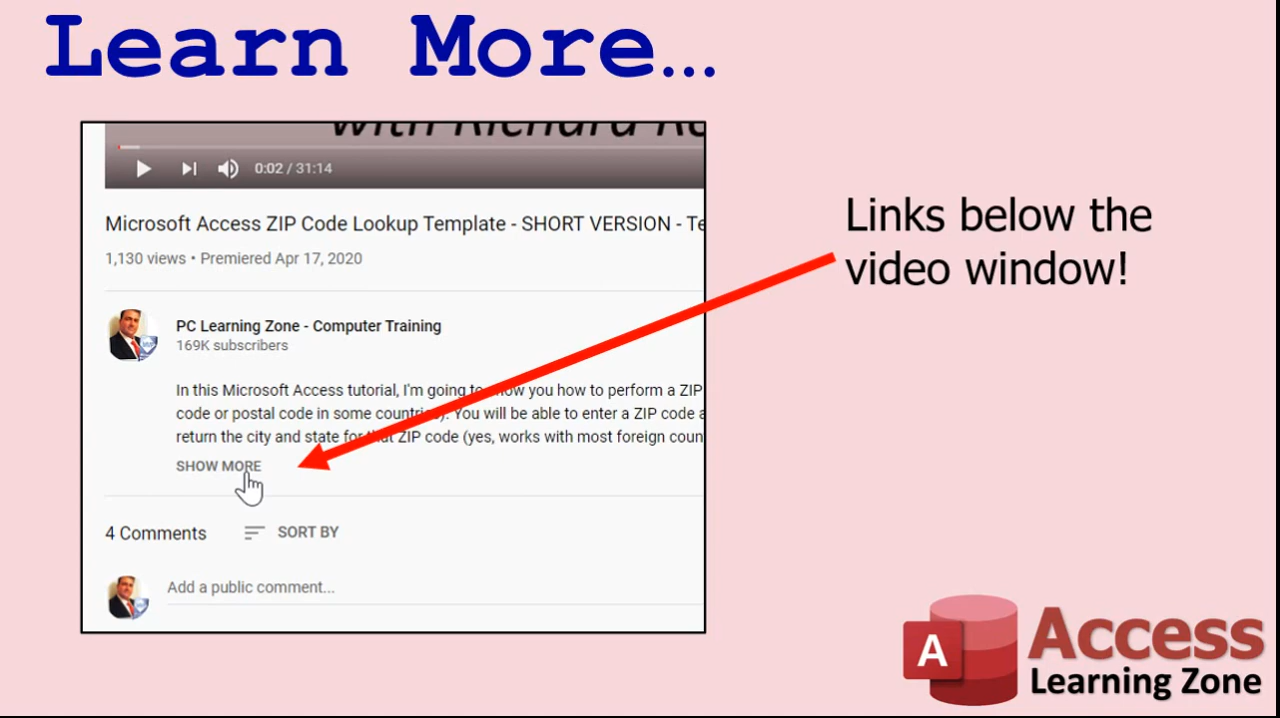 Learn More...
with Richard
0:02 / 31:14
Microsoft Access ZIP Code Lookup Template - SHORT VERSION - Te
1,130 views • Premiered Apr 17, 2020
PC Learning Zone - Computer Training
169K subscribers
In this Microsoft Access tutorial, I'm going to show you how to perform a ZIP
code or postal code in some countries). You will be able to enter a ZIP code a
return the city and state for that ZIP code (yes, works with most foreign coun
SHOW MORE
4 Comments
SORT BY
Add a public comment...
Links below the
video window!
A
Access
Learning Zone